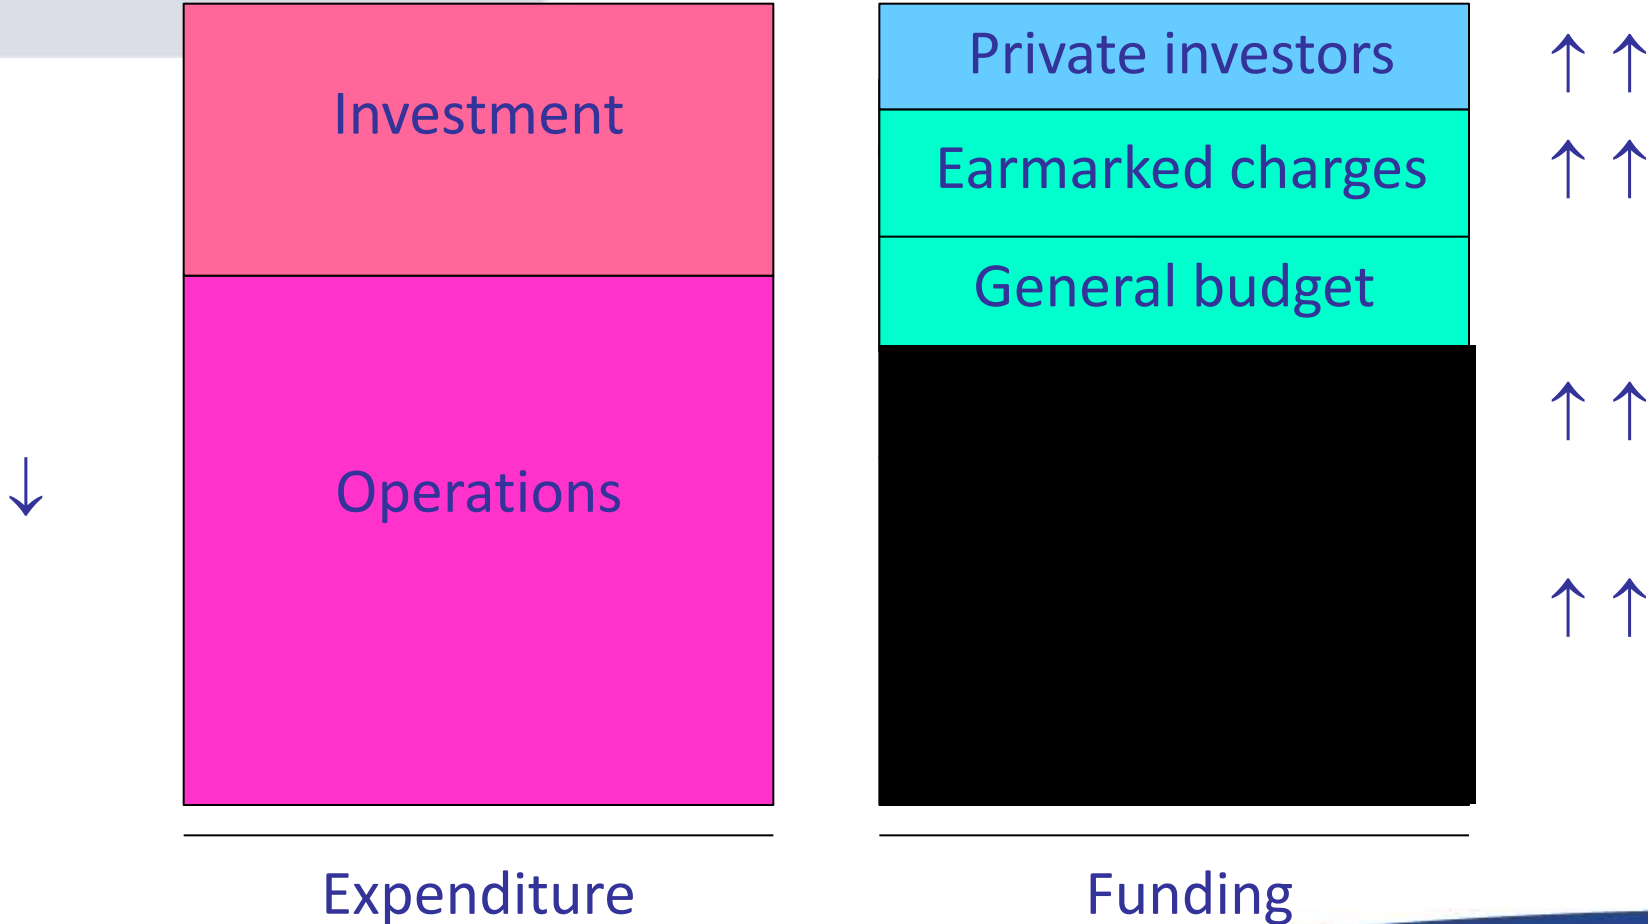 Investment
Operations
Expenditure
Private investors
↑ ↑
Earmarked charges
↑ ↑
General budget
↑ ↑
↑ ↑
↓
Funding